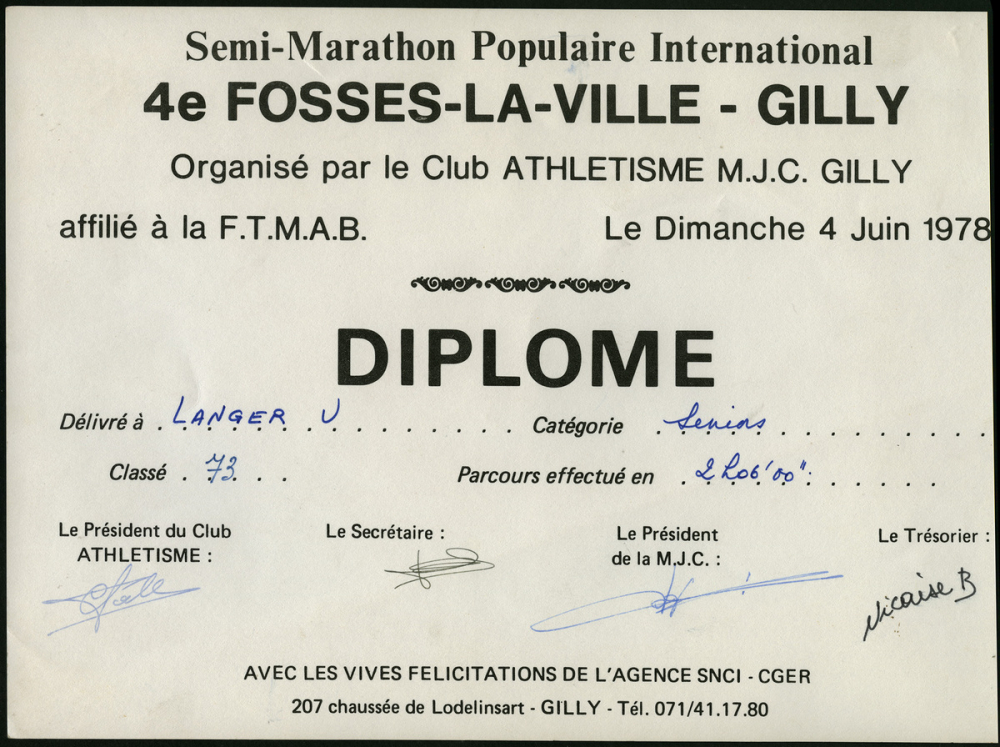 Semi-Marathon Populaire International
4e FOSSES-LA-VILLE - GILLY
Organisé par le Club ATHLETISME M.J.C. GILLY
affilié à la F.T.M.A.B. Le Dimanche 4 Juin 1978
DIPLOME
Délivré à . LANGER U . . . . . . . . Catégorie . Seniors . . . . . . . . .
Classé . 73 . . . Parcours effectué en . 2h06'00" . . . . . .
Le Président du Club Le Secrétaire : Le Président Le Trésorier :
ATHLETISME : de la M.J.C. :
Nicaise B
AVEC LES VIVES FELICITATIONS DE L'AGENCE SNCI - CGER
207 chaussée de Lodelinsart - GILLY - Tél. 071/41.17.80